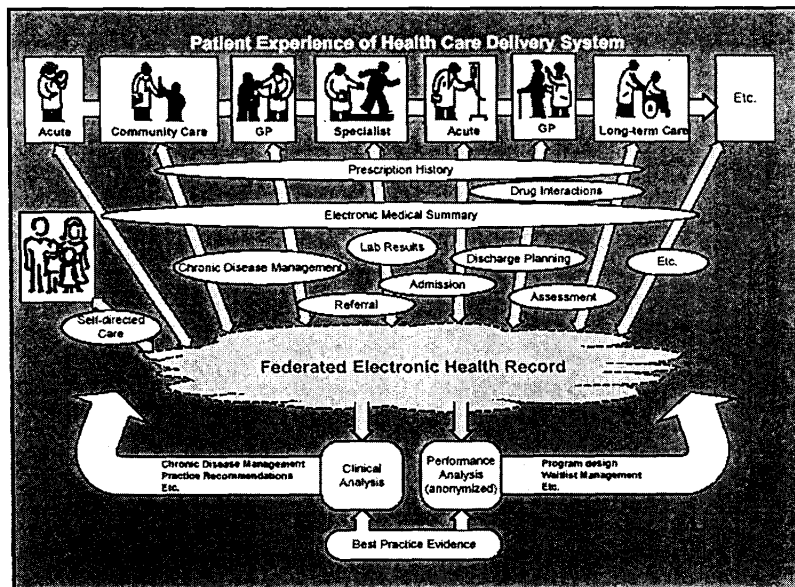 Patient Experience of Health Care Delivery System
Acute
Community Care
GP
Specialist
Acute
GP
Long-term Care
Etc.
Prescription History
Drug Interactions
Electronic Medical Summary
Lab Results
Chronic Disease Management
Discharge Planning
Etc.
Admission
Referral
Assessment
Self-directed
Care
Federated Electronic Health Record
Chronic Disease Management
Practice Recommendations
Etc.
Clinical
Analysis
Performance
Analysis
(anonymized)
Program design
Waitlist Management
Etc.
Best Practice Evidence